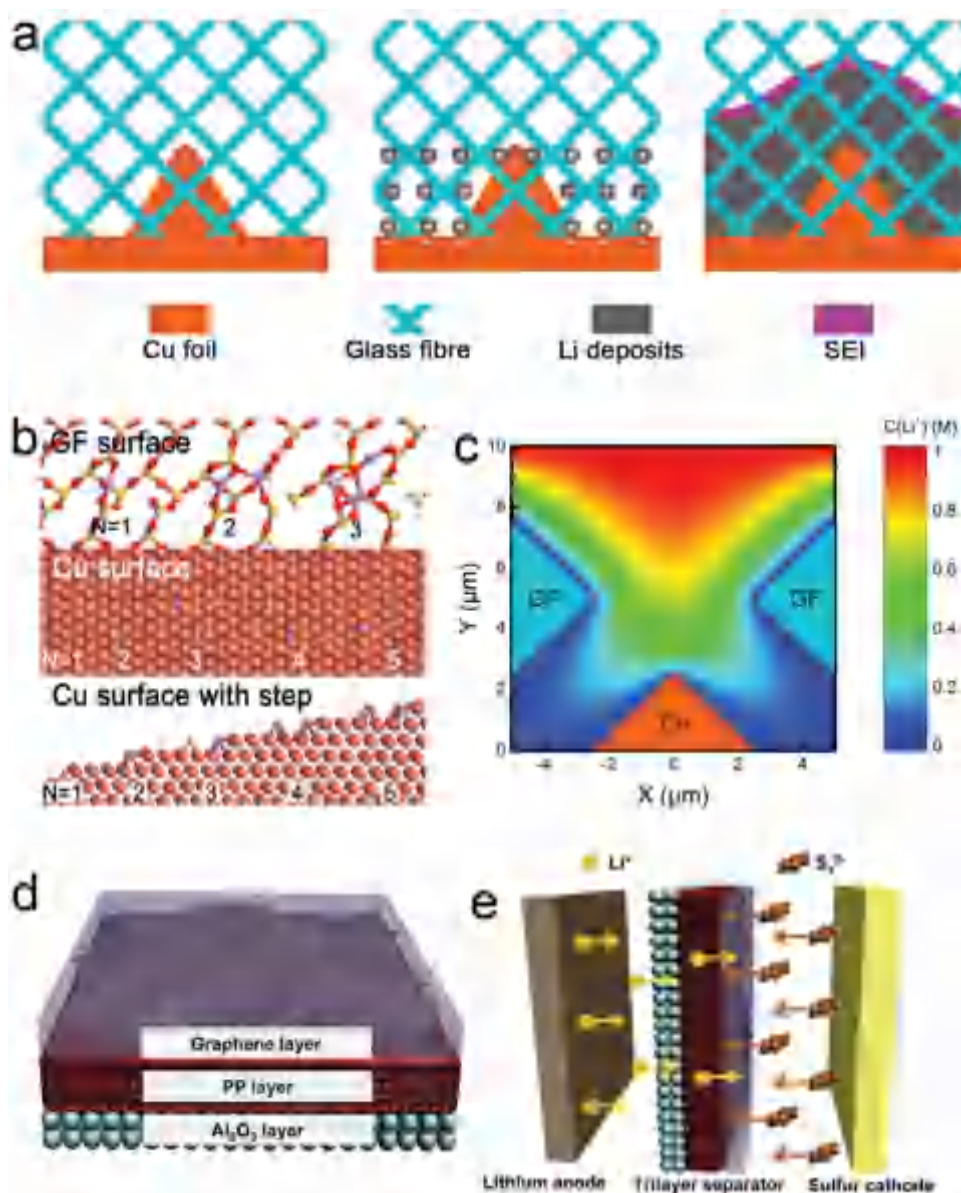 a
Cu foil
Glass fibre
Li deposits
SEI
b
GF surface
N=1 2 3
Cu surface
N=1 2 3 4 5
Cu surface with step
N=1 2 3 4 5
c
C(Li⁺) (M)
1
0.8
0.6
0.4
0.2
0
10
8
6
4
2
0
Y (μm)
GF
GF
Cu
-4 -2 0 2 4
X (μm)
d
Graphene layer
PP layer
Al₂O₃ layer
e
Li⁺
Lithium anode
Trilayer separator
Sulfur cathode